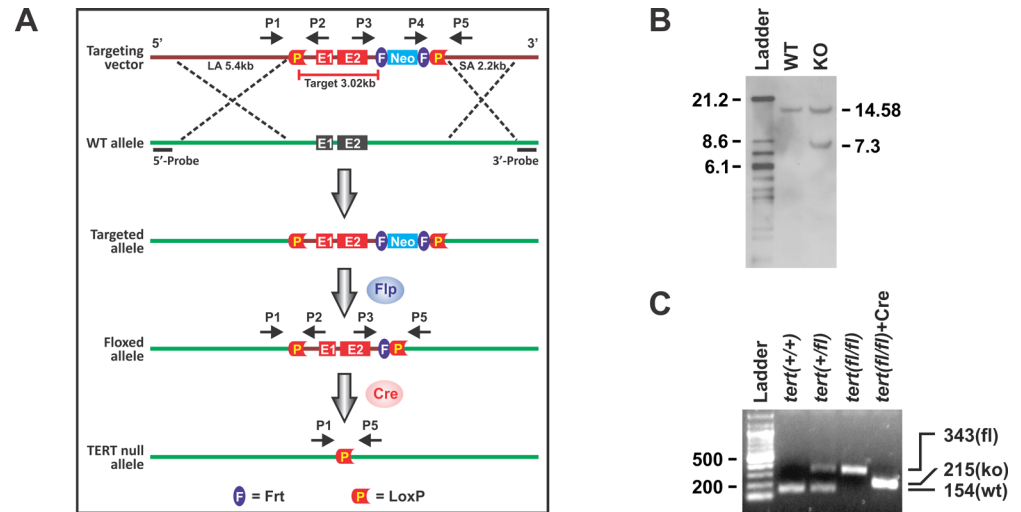 A
P1 P2 P3 P4 P5
5' 3'
Targeting vector
P E1 E2 F Neo F P
LA 5.4kb SA 2.2kb
Target 3.02kb
WT allele
E1 E2
5'-Probe 3'-Probe
Targeted allele
P E1 E2 F Neo F P
Flp
P1 P2 P3 P5
Floxed allele
P E1 E2 F P
Cre
P1 P5
TERT null allele
P
F = Frt P = LoxP
B
Ladder WT KO
21.2 -
- 14.58
8.6 -
- 7.3
6.1 -
C
Ladder tert(+/+) tert(+/fl) tert(fl/fl) tert(fl/fl)+Cre
343(fl)
500 -
215(ko)
200 -
154(wt)